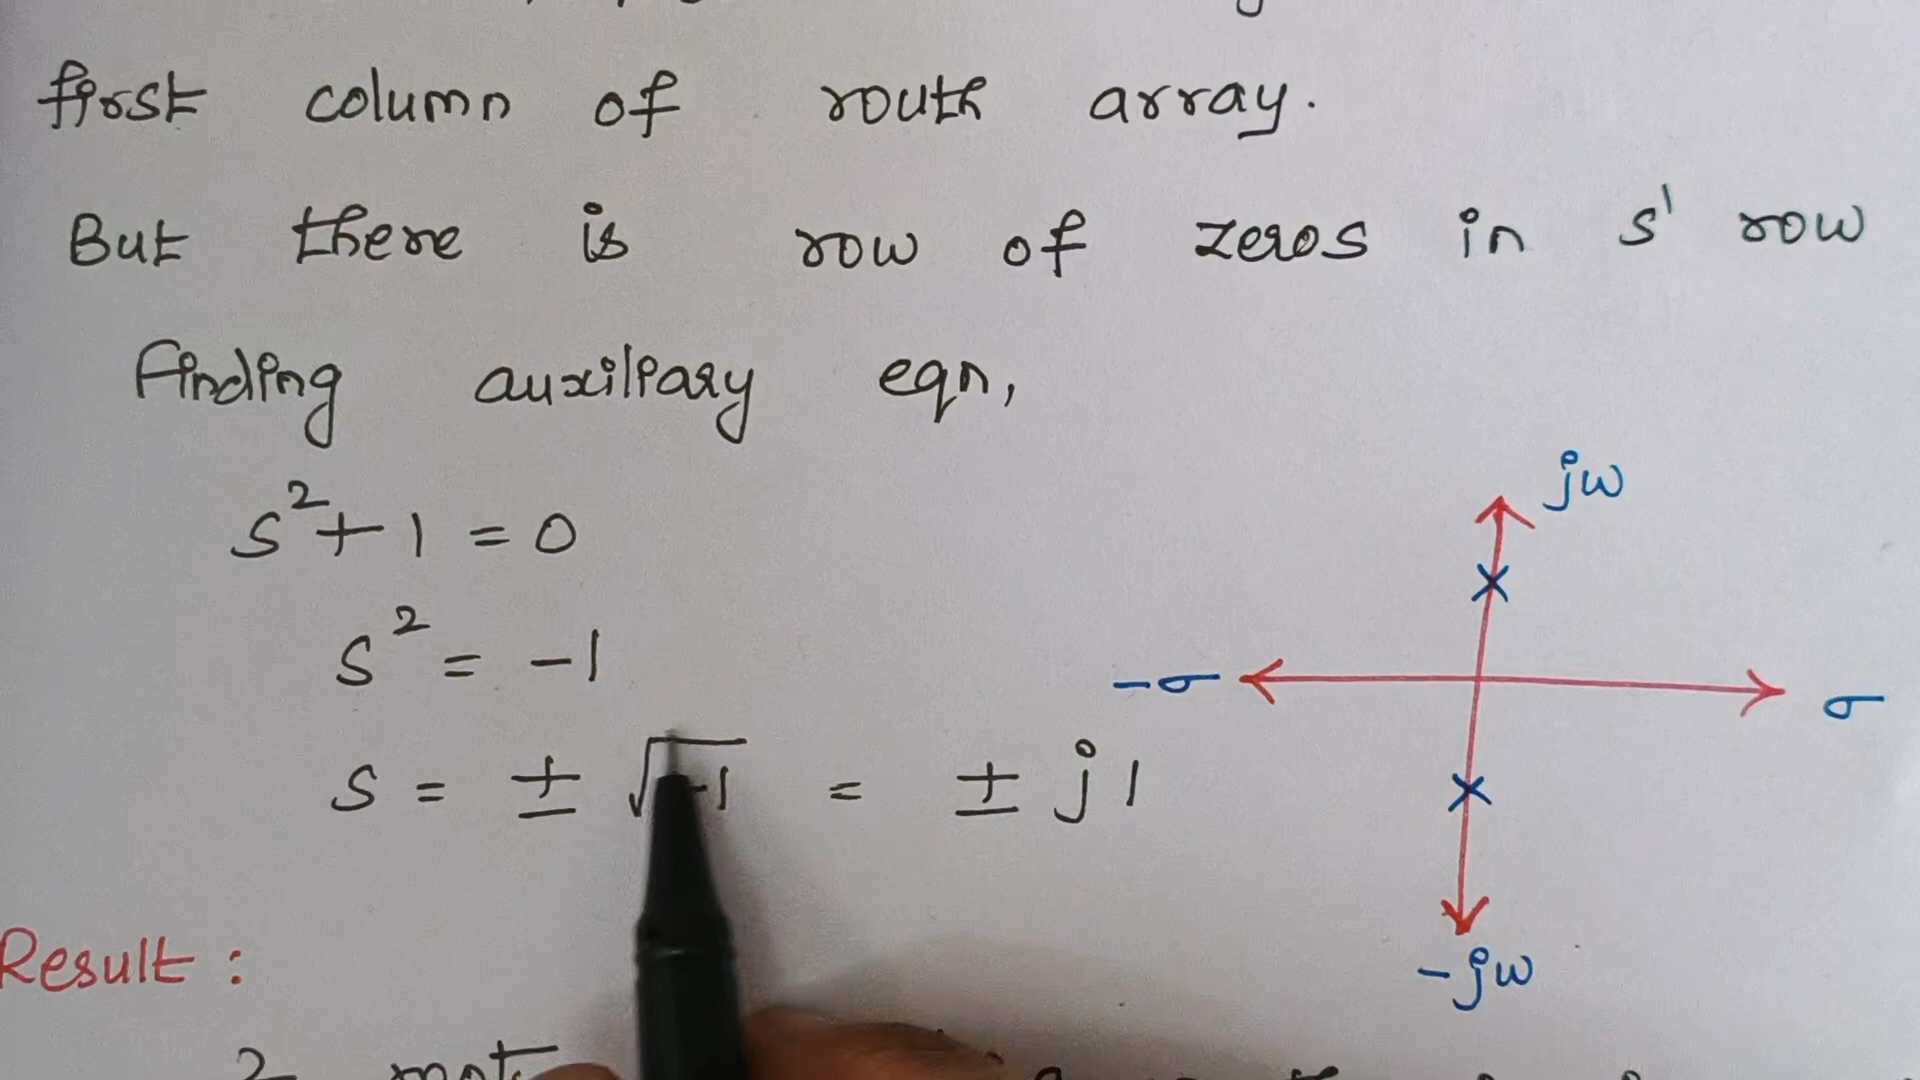 first column of routh array.
But there is row of zeros in s¹ row
Finding auxiliary eqn,
s² + 1 = 0
s² = -1
s = ± √-1 = ± j1
jω
-σ
σ
-jω
Result :
2